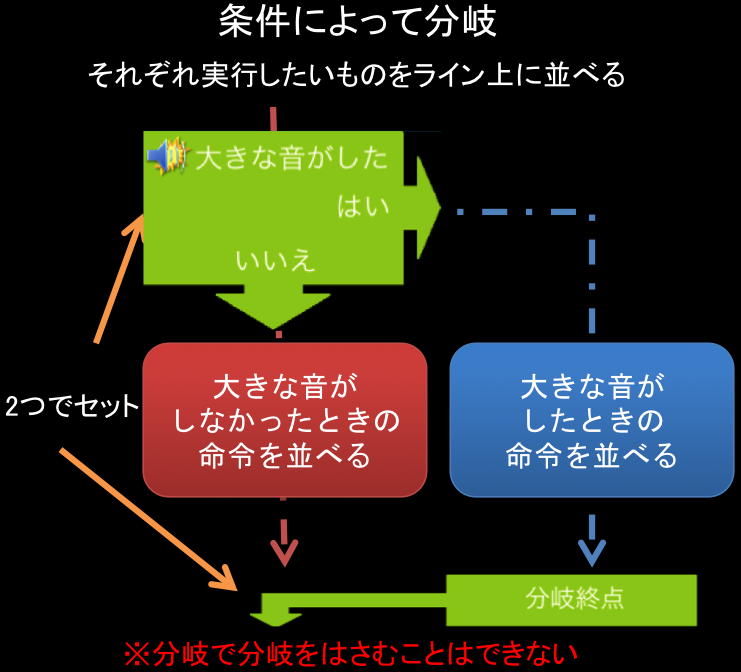 条件によって分岐
それぞれ実行したいものをライン上に並べる
大きな音がした
はい
いいえ
2つでセット
大きな音が
しなかったときの
命令を並べる
大きな音が
したときの
命令を並べる
分岐終点
※分岐で分岐をはさむことはできない